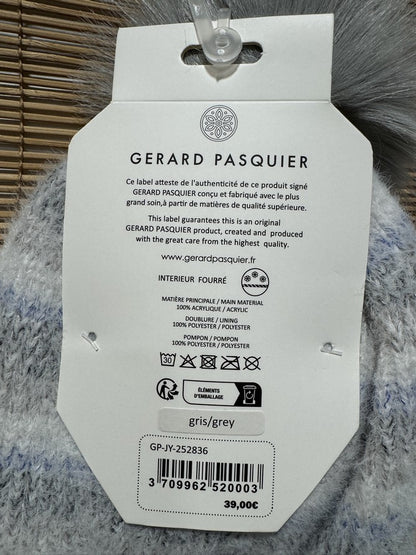 GERARD PASQUIER
Ce label atteste de l'authenticité de ce produit signé
GERARD PASQUIER conçu et fabriqué avec le plus
grand soin,à partir de matières de qualité supérieure.
This label guarantees this is an original
GERARD PASQUIER product, created and produced
with the great care from the highest quality.
www.gerardpasquier.fr
INTERIEUR FOURRÉ
MATIÈRE PRINCIPALE / MAIN MATERIAL
100% ACRYLIQUE / ACRYLIC
DOUBLURE / LINING
100% POLYESTER / POLYESTER
POMPON / POMPON
100% POLYESTER / POLYESTER
30
ÉLÉMENTS
D'EMBALLAGE
gris/grey
GP-JY-252836
3 709962 520003
39,00€